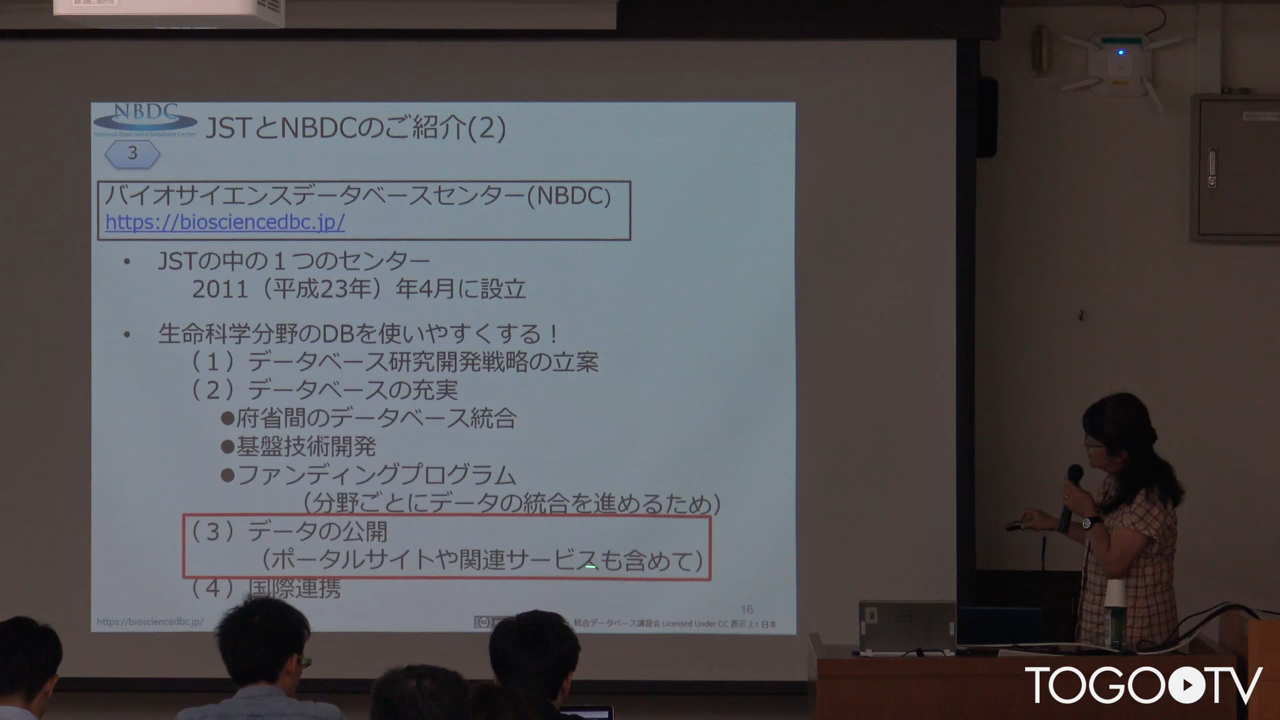 NBDC
National Bioscience Database Center
JSTとNBDCのご紹介(2)
3
バイオサイエンスデータベースセンター(NBDC)
https://biosciencedbc.jp/
• JSTの中の１つのセンター
2011（平成23年）年4月に設立
• 生命科学分野のDBを使いやすくする！
（１）データベース研究開発戦略の立案
（２）データベースの充実
●府省間のデータベース統合
●基盤技術開発
●ファンディングプログラム
（分野ごとにデータの統合を進めるため）
（３）データの公開
（ポータルサイトや関連サービスも含めて）
（４）国際連携
16
https://biosciencedbc.jp/
統合データベース講習会 Licensed Under CC 表示 2.1 日本
TOGOTV